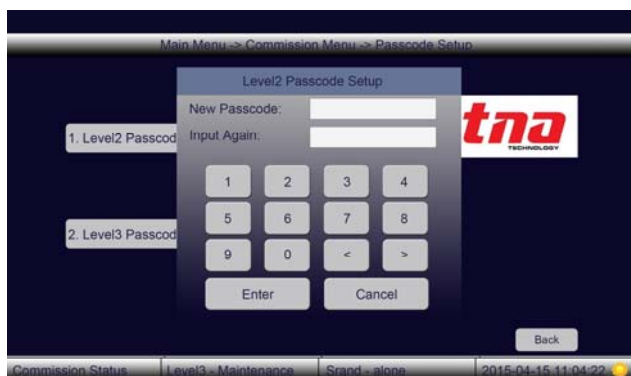 Main Menu -> Commission Menu -> Passcode Setup
Level2 Passcode Setup
New Passcode:
Input Again:
tna
TECHNOLOGY
1. Level2 Passcod
1 2 3 4
5 6 7 8
2. Level3 Passcod
9 0 < >
Enter Cancel
Back
Commission Status Level3 - Maintenance Srand - alone 2015-04-15 11:04:22